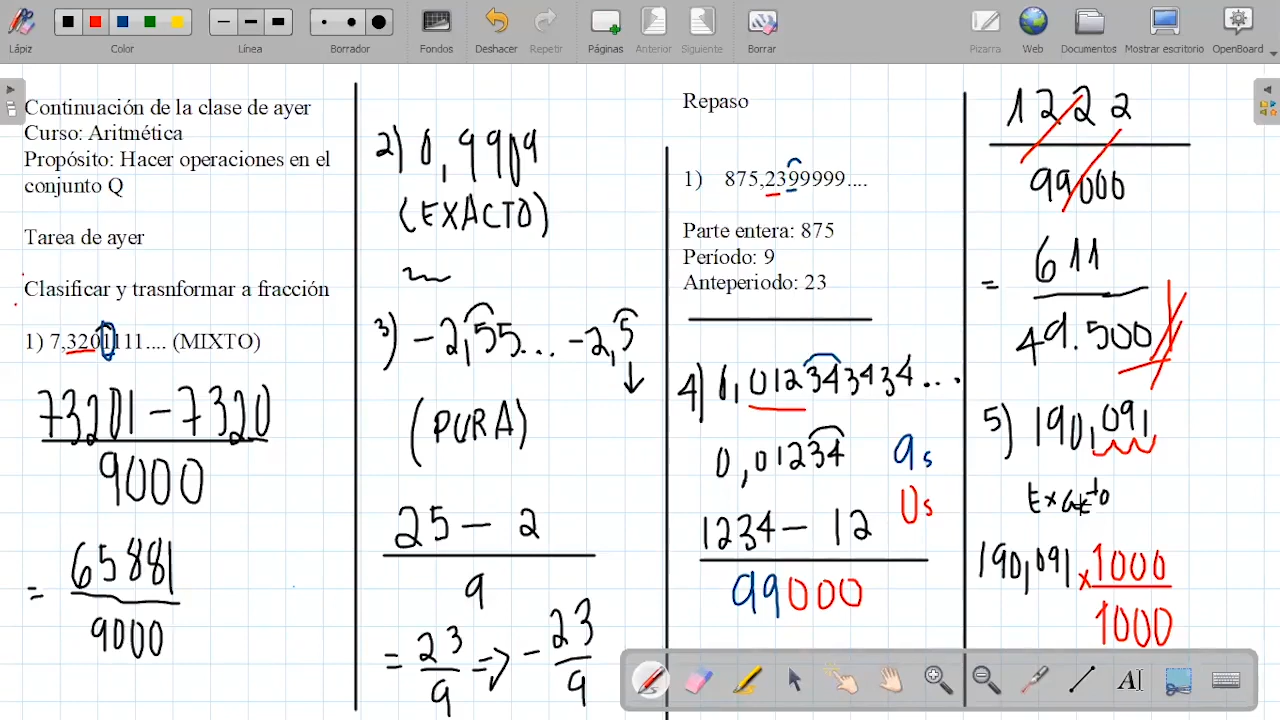 Lápiz
Color
Línea
Borrador
Fondos
Deshacer
Repetir
Páginas
Anterior
Siguiente
Borrar
Pizarra
Web
Documentos
Mostrar escritorio
OpenBoard
Continuación de la clase de ayer
Curso: Aritmética
Propósito: Hacer operaciones en el
conjunto Q
Tarea de ayer
Clasificar y trasnformar a fracción
1) 7,3201111.... (MIXTO)
73201 - 7320
9000
= 65881
9000
2) 0,9909
(EXACTO)
3) -2,55... -2,5
(PURA)
25 - 2
9
= 23 => - 23
9 9
Repaso
1) 875,2399999....
Parte entera: 875
Período: 9
Anteperiodo: 23
4) 0,012343434...
0,01234 9s
0s
1234 - 12
99000
1222
99000
= 611
49.500
5) 190,091
Exacto
190,091 x 1000
1000
AI